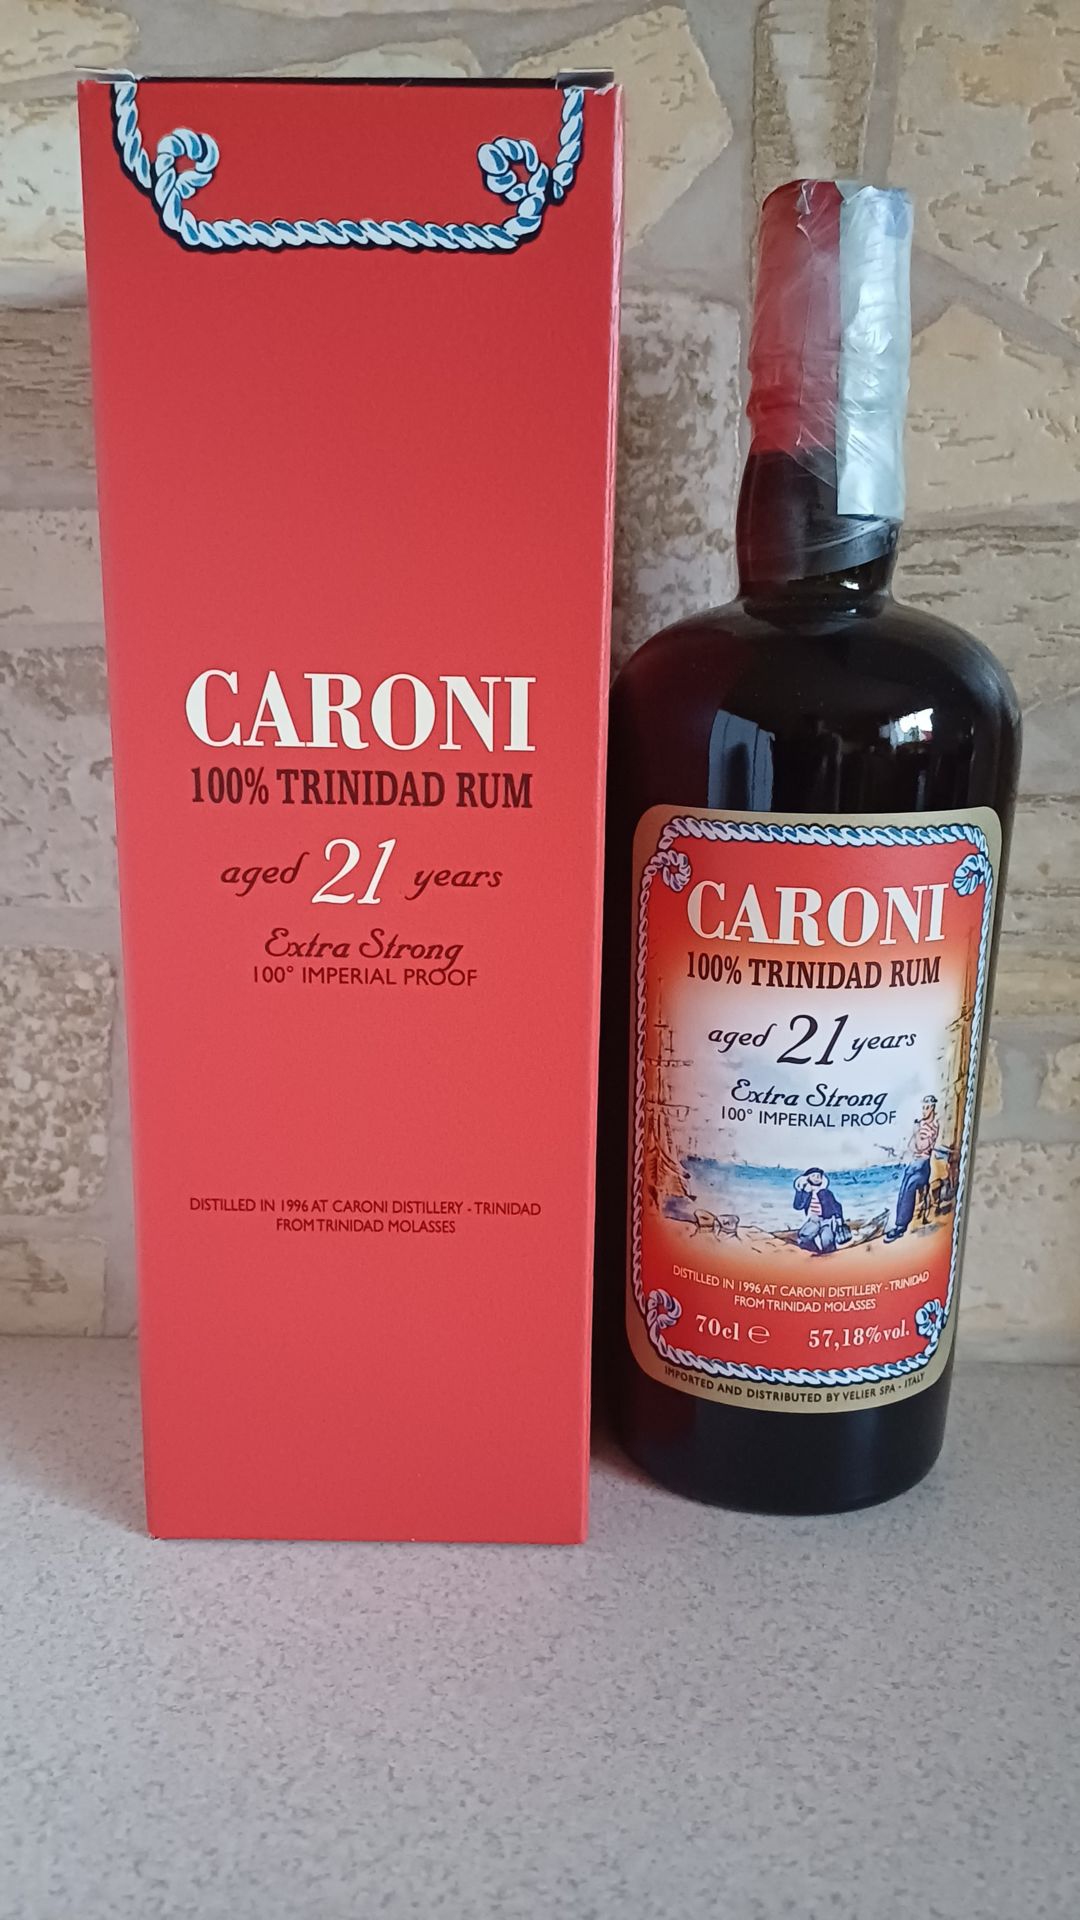 CARONI
100% TRINIDAD RUM
aged 21 years
Extra Strong
100° IMPERIAL PROOF
DISTILLED IN 1996 AT CARONI DISTILLERY - TRINIDAD
FROM TRINIDAD MOLASSES
CARONI
100% TRINIDAD RUM
aged 21 years
Extra Strong
100° IMPERIAL PROOF
DISTILLED IN 1996 AT CARONI DISTILLERY - TRINIDAD
FROM TRINIDAD MOLASSES
70cl ℮ 57,18%vol.
IMPORTED AND DISTRIBUTED BY VELIER SPA - ITALY